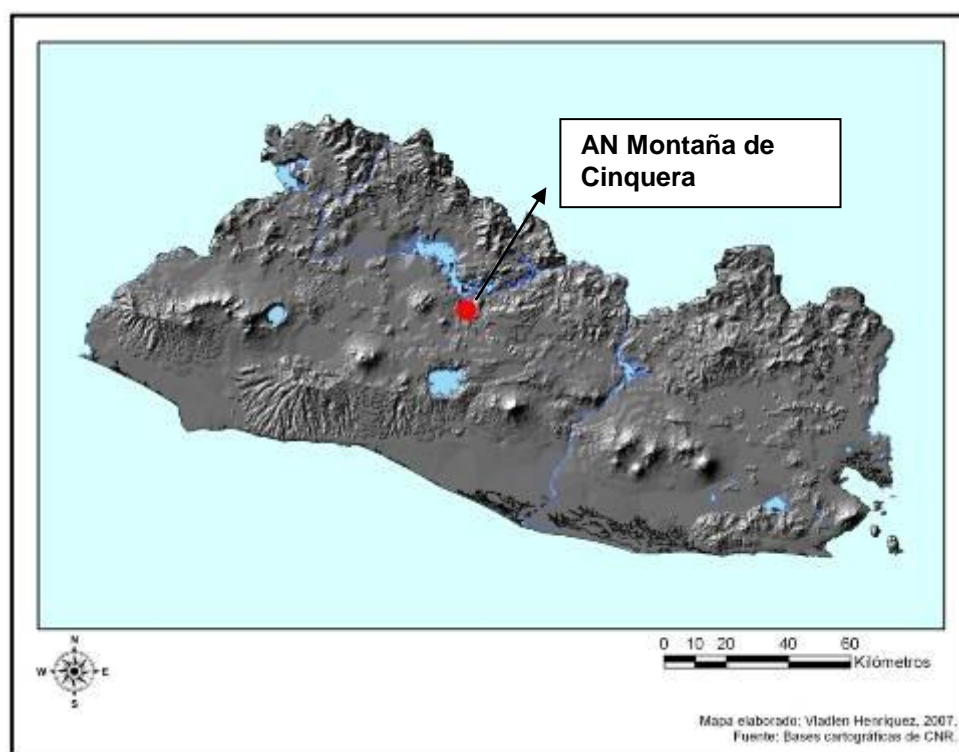 AN Montaña de
Cinquera
N
W E
S
0 10 20 40 60
Kilómetros
Mapa elaborado: Vladlen Henríquez, 2007.
Fuente: Bases cartográficas de CNR.